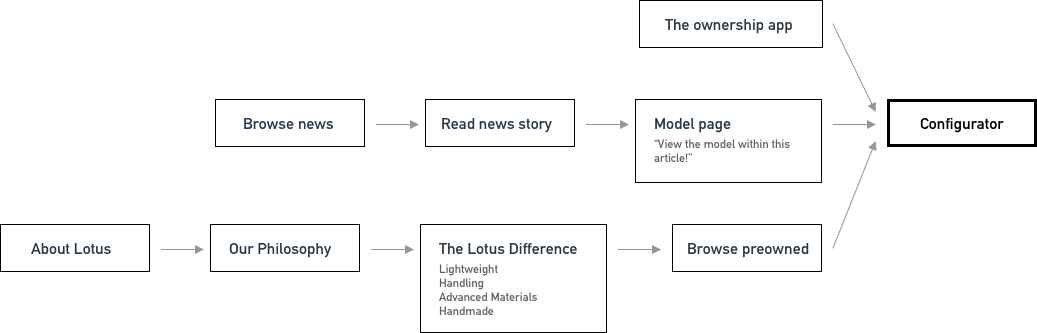 The ownership app
Browse news
Read news story
Model page
“View the model within this
article!”
Configurator
About Lotus
Our Philosophy
The Lotus Difference
Lightweight
Handling
Advanced Materials
Handmade
Browse preowned